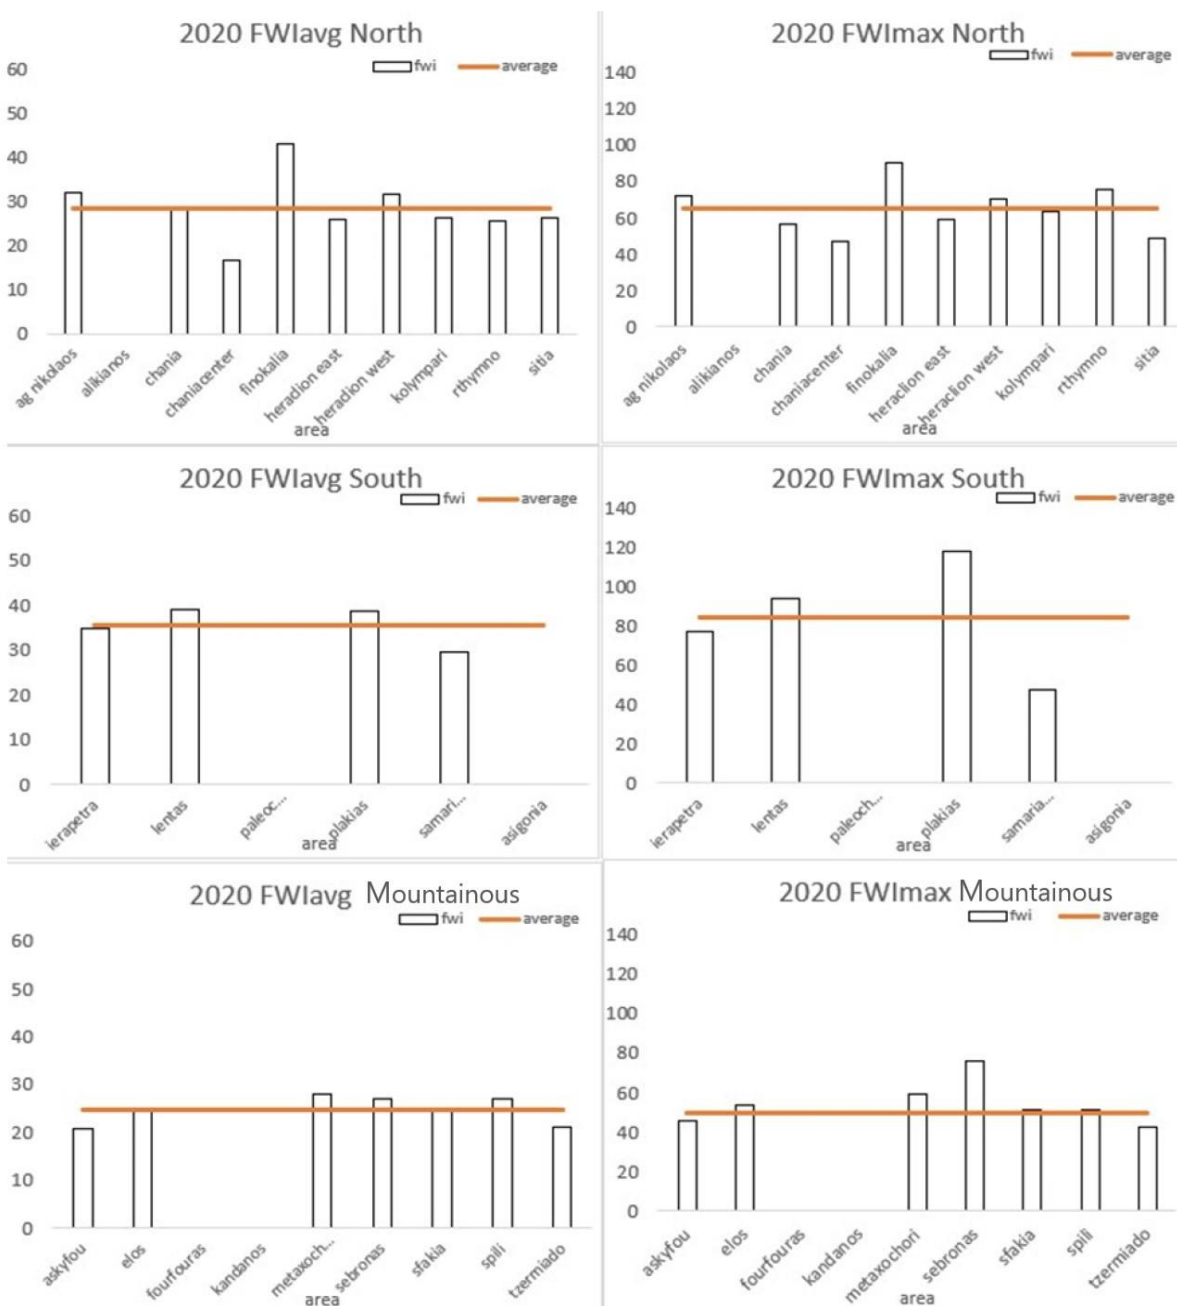 2020 FWIavg North
fwi average
60
50
40
30
20
10
0
ag nikolaos
alikianos
chania
chaniacenter
finokalia
heraclion east
heraclion west
kolympari
rthymno
sitia
area
2020 FWImax North
fwi average
140
120
100
80
60
40
20
0
ag nikolaos
alikianos
chania
chaniacenter
finokalia
heraclion east
heraclion west
kolympari
rthymno
sitia
area
2020 FWIavg South
fwi average
60
50
40
30
20
10
0
ierapetra
lentas
paleoc...
plakias
samari...
asigonia
area
2020 FWImax South
fwi average
140
120
100
80
60
40
20
0
ierapetra
lentas
paleoch...
plakias
samaria...
asigonia
area
2020 FWIavg Mountainous
fwi average
60
50
40
30
20
10
0
askyfou
elos
fourfouras
kandanos
metaxoch...
sebronas
sfakia
spili
tzermiado
area
2020 FWImax Mountainous
fwi average
140
120
100
80
60
40
20
0
askyfou
elos
fourfouras
kandanos
metaxochori
sebronas
sfakia
spili
tzermiado
area